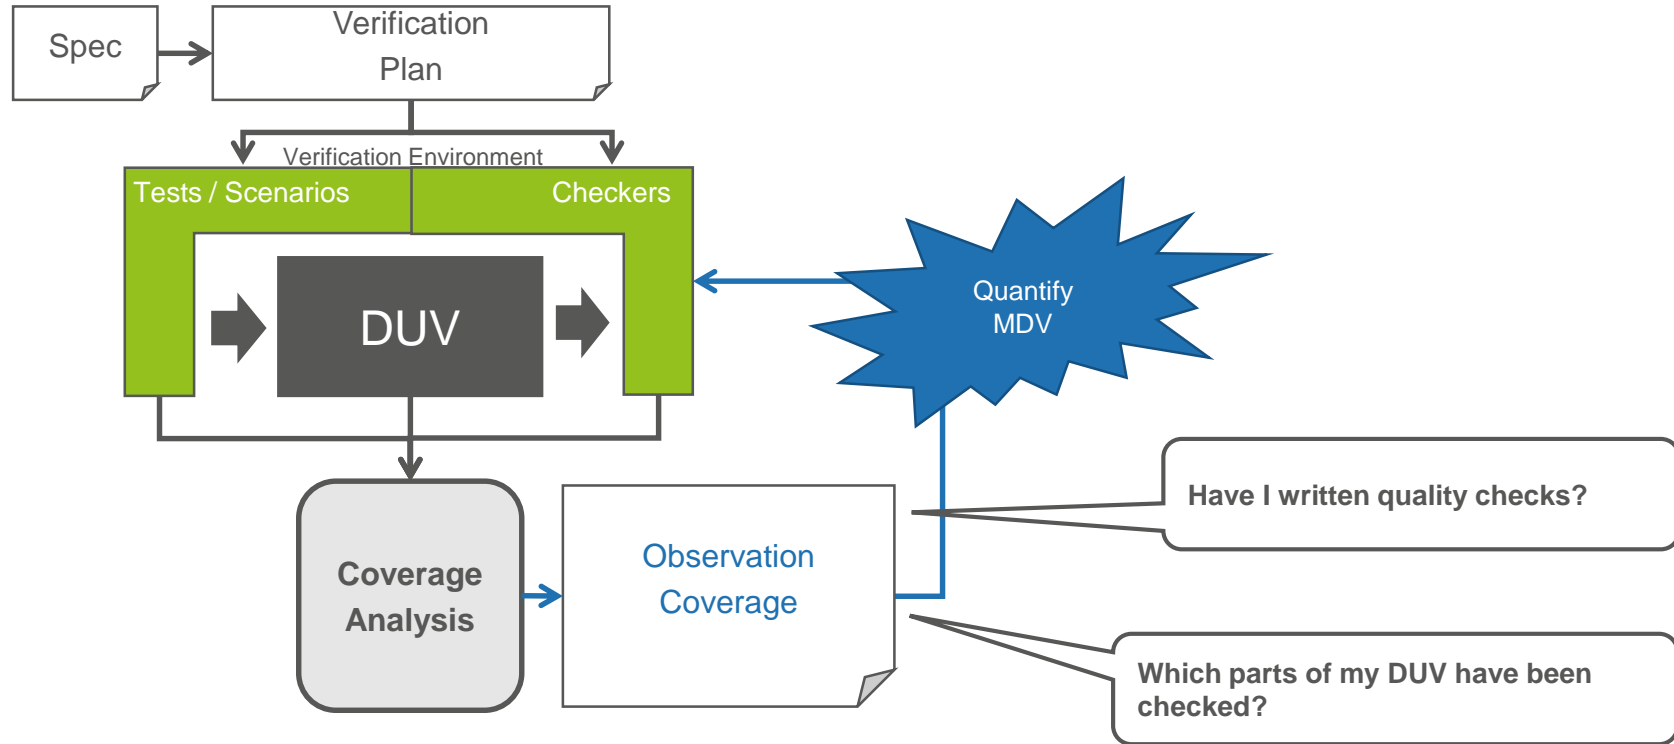 Spec
Verification
Plan
Verification Environment
Tests / Scenarios
Checkers
DUV
Quantify
MDV
Have I written quality checks?
Coverage
Analysis
Observation
Coverage
Which parts of my DUV have been
checked?